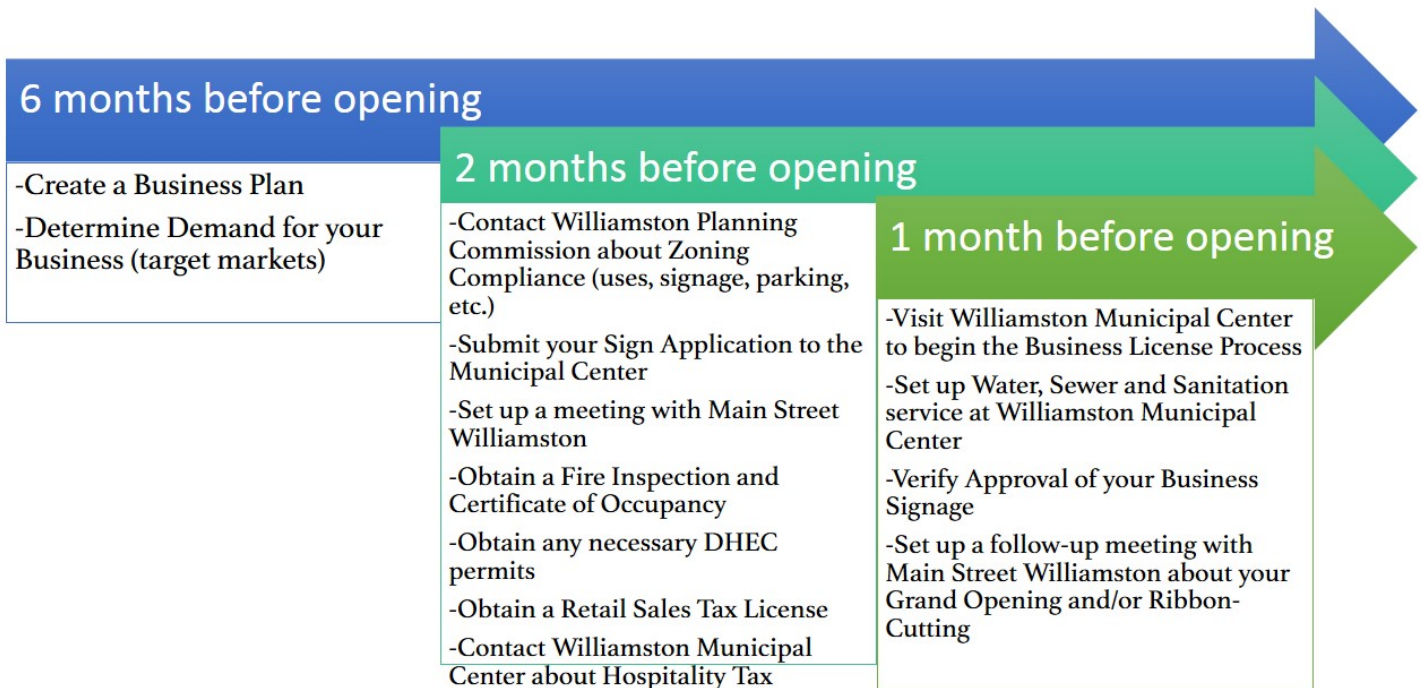 6 months before opening
-Create a Business Plan
-Determine Demand for your
Business (target markets)
2 months before opening
-Contact Williamston Planning
Commission about Zoning
Compliance (uses, signage, parking,
etc.)
-Submit your Sign Application to the
Municipal Center
-Set up a meeting with Main Street
Williamston
-Obtain a Fire Inspection and
Certificate of Occupancy
-Obtain any necessary DHEC
permits
-Obtain a Retail Sales Tax License
-Contact Williamston Municipal
Center about Hospitality Tax
1 month before opening
-Visit Williamston Municipal Center
to begin the Business License Process
-Set up Water, Sewer and Sanitation
service at Williamston Municipal
Center
-Verify Approval of your Business
Signage
-Set up a follow-up meeting with
Main Street Williamston about your
Grand Opening and/or Ribbon-
Cutting